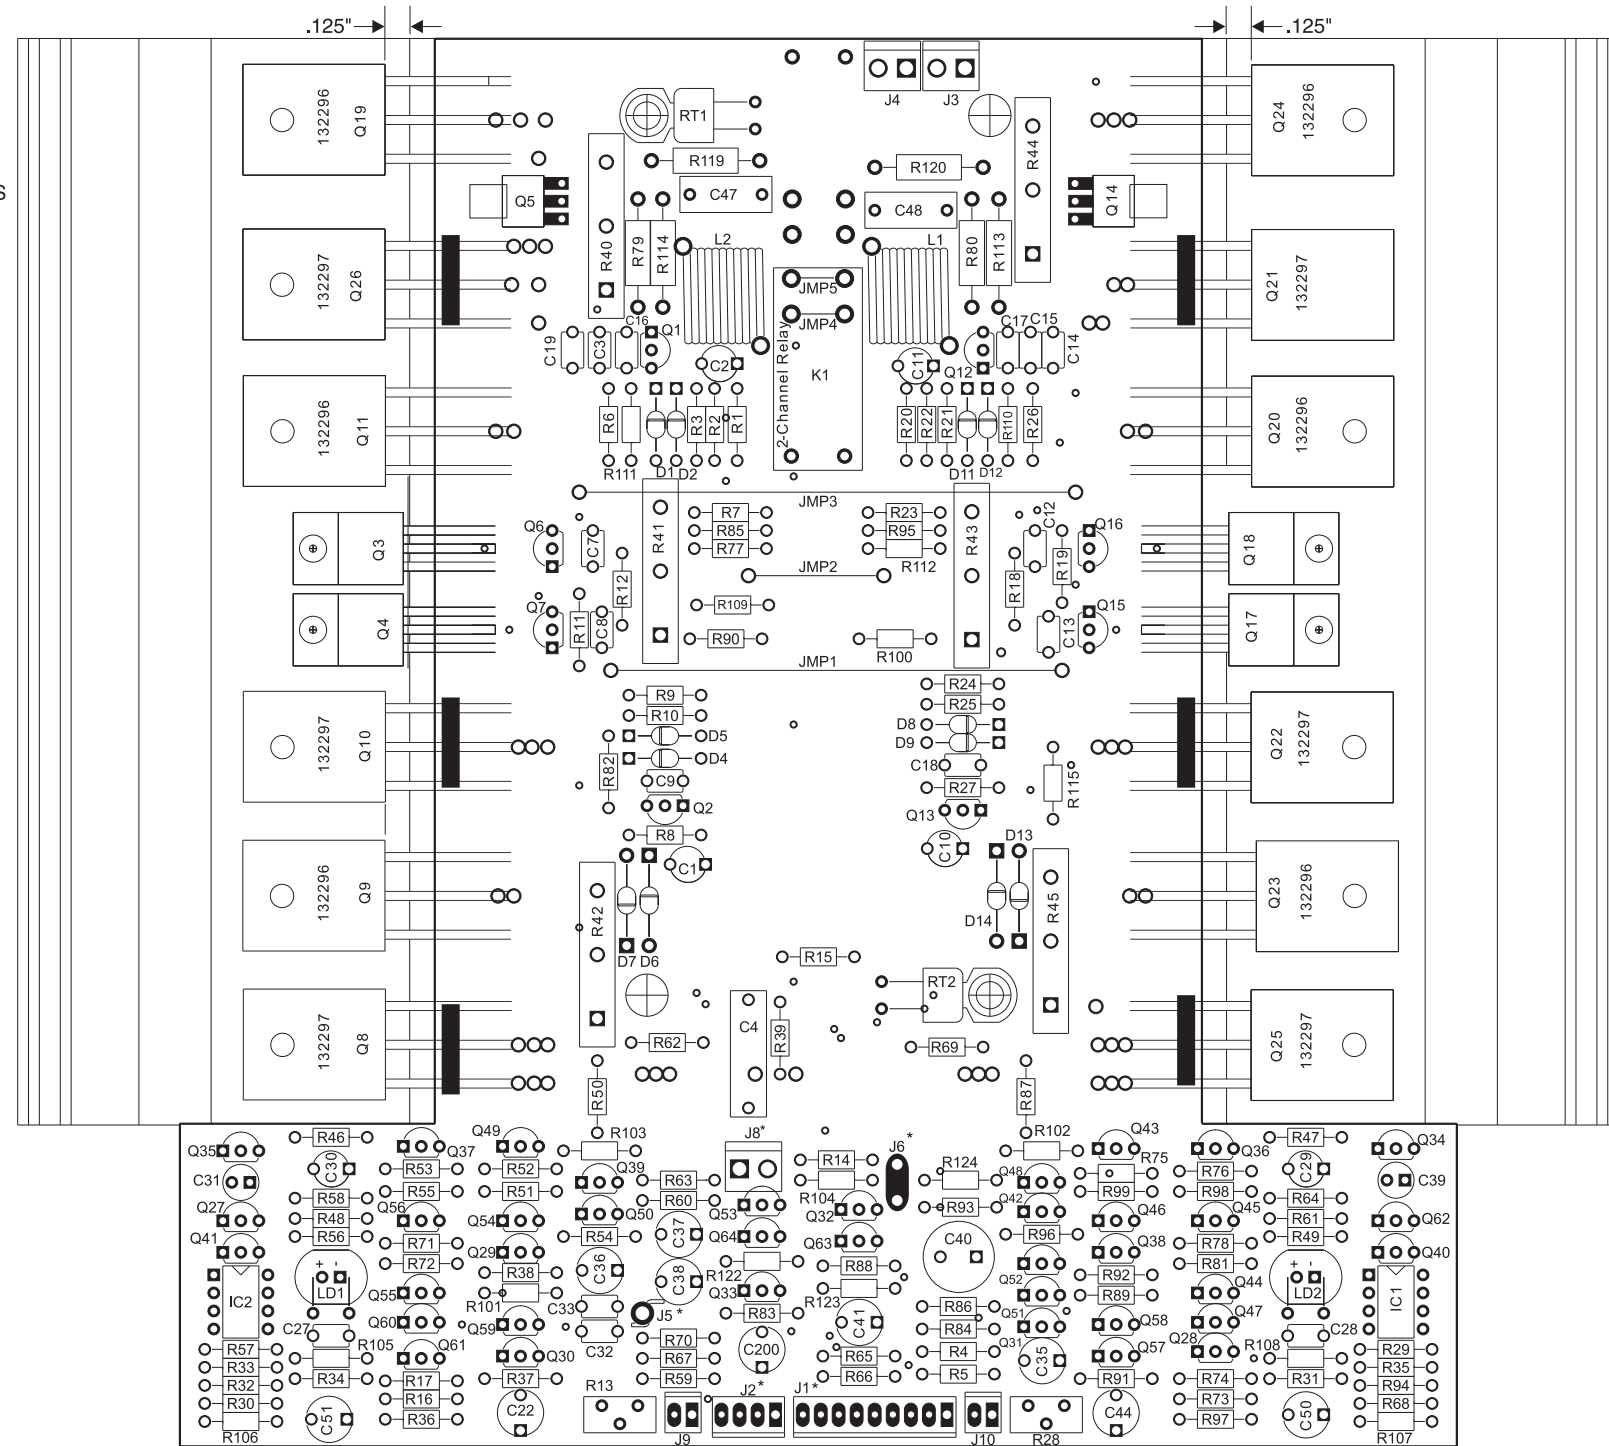 .125"
.125"
S
J4 J3
132296 Q19
RT1
R44
Q24 132296
R119
R120
C47
C48
Q5
Q14
R40
R79
R114
L2
L1
R80
R113
132297 Q26
Q21 132297
JMP5
JMP4
2-Channel Relay
K1
C19
C3
C16
Q1
C2
C11
Q12
C17
C15
C14
132296 Q11
Q20 132296
R6
R111
D1
D2
R3
R2
R1
R20
R22
R21
D11
D12
R110
R26
JMP3
R41
R7
R85
R77
R23
R95
R112
R43
Q3
Q6
C7
R12
C12
R19
Q16
R18
Q18
JMP2
Q4
Q7
R11
C8
R109
R90
R100
C13
Q15
Q17
JMP1
R9
R10
D5
D4
R82
C9
Q2
R8
C1
R24
R25
D8
D9
C18
R27
Q13
C10
R115
132297 Q10
Q22 132297
D13
D14
132296 Q9
R42
D7 D6
R45
Q23 132296
R15
RT2
132297 Q8
C4
R39
R62
R69
R50
R87
Q25 132297
Q35
R46
C30
Q37
Q49
R103
J8*
J6*
R102
Q43
R75
Q36
R47
C29
Q34
C31
R53
R52
Q39
R63
R14
R124
Q48
R99
R76
R98
C39
Q27
R58
R48
R56
R55
Q56
R51
Q54
Q50
R60
Q53
R104
Q32
R93
Q42
Q46
Q45
R64
R61
R49
Q62
Q41
R71
R72
Q29
R54
C37
Q64
Q63
C40
R96
Q38
R78
R81
Q40
IC2
+ -
LD1
R38
C36
C38
R122
R88
Q52
R92
R89
Q44
+ -
LD2
IC1
Q55
R101
C33
Q33
R123
R86
Q51
Q47
C27
Q60
Q59
C32
J5*
R83
C41
R84
Q31
Q58
C28
R57
R105
Q61
Q30
R70
C200
R65
R4
C35
Q57
Q28
R108
R29
R33
R34
R17
R37
R67
R66
R5
R91
R74
R31
R35
R32
R16
R59
R73
R94
R30
C51
R36
C22
R13
J9
J2*
J1*
J10
R28
C44
R97
C50
R68
R106
R107